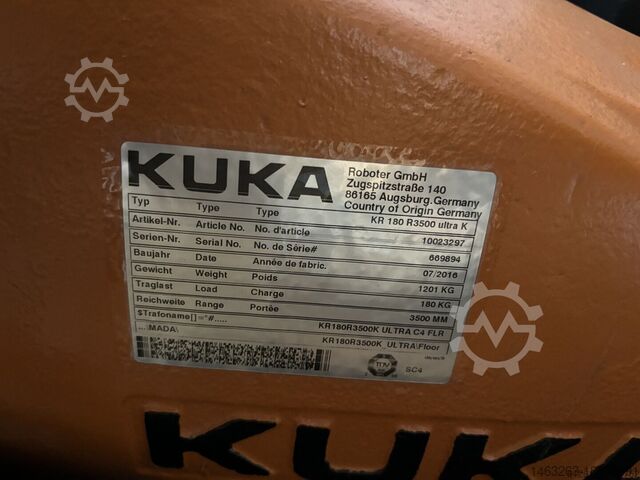 KUKA
Roboter GmbH
Zugspitzstraße 140
86165 Augsburg.Germany
Country of Origin Germany
Typ Type Type KR 180 R3500 ultra K
Artikel-Nr. Article No. No. d'article 10023297
Serien-Nr. Serial No. No. de Série# 669894
Baujahr Date Année de fabric. 07/2016
Gewicht Weight Poids 1201 KG
Traglast Load Charge 180 KG
Reichweite Range Portée 3500 MM
$Trafoname[]="#..... KR180R3500K ULTRA C4 FLR
... MADA\ KR180R3500K_ULTRA\Floor
TÜV
SC4
KUKA